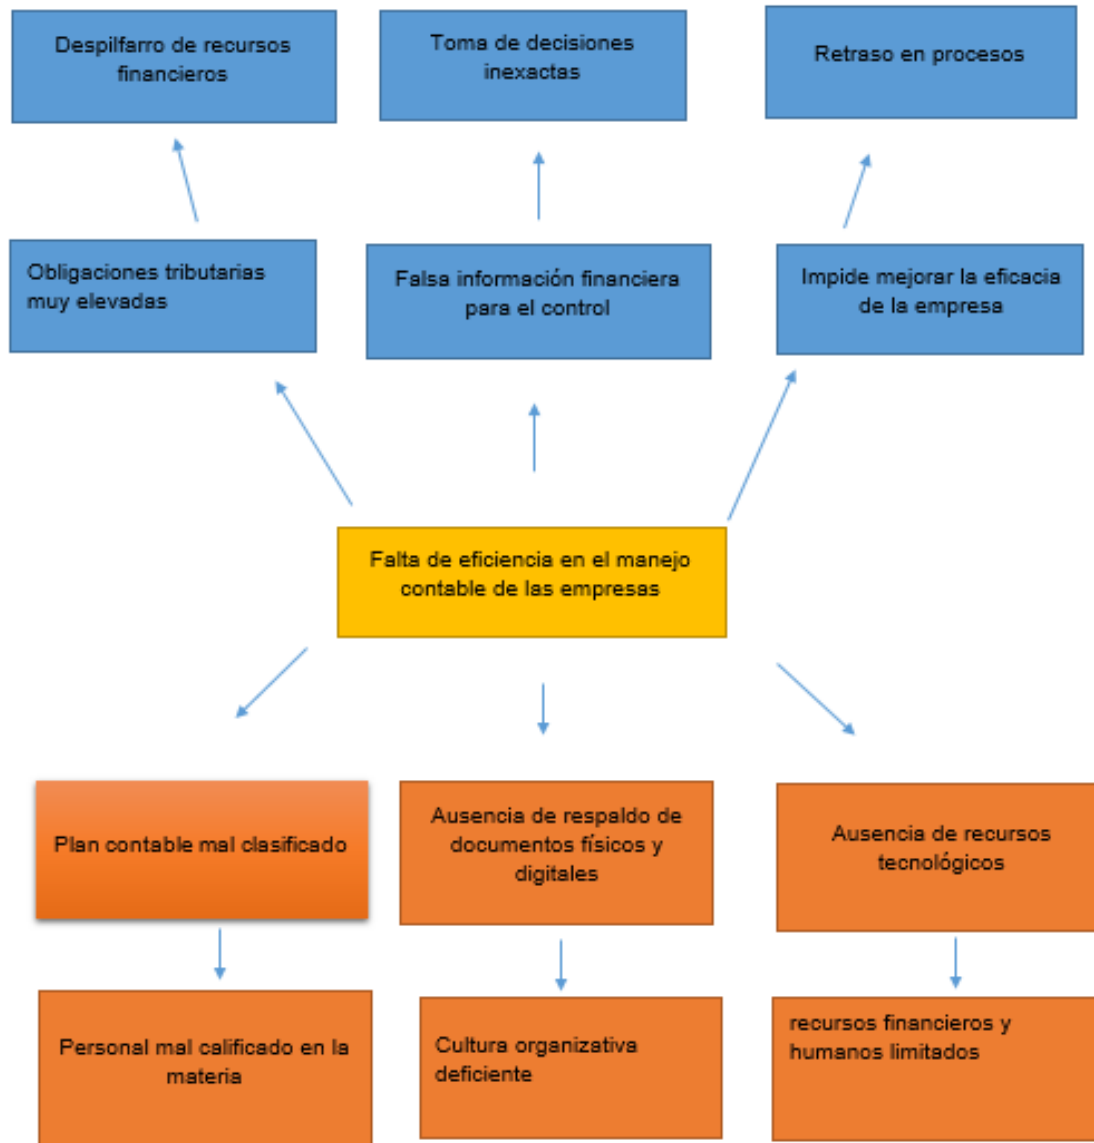 Despilfarro de recursos
financieros
Toma de decisiones
inexactas
Retraso en procesos
Obligaciones tributarias
muy elevadas
Falsa información financiera
para el control
Impide mejorar la eficacia
de la empresa
Falta de eficiencia en el manejo
contable de las empresas
Plan contable mal clasificado
Ausencia de respaldo de
documentos físicos y
digitales
Ausencia de recursos
tecnológicos
Personal mal calificado en la
materia
Cultura organizativa
deficiente
recursos financieros y
humanos limitados